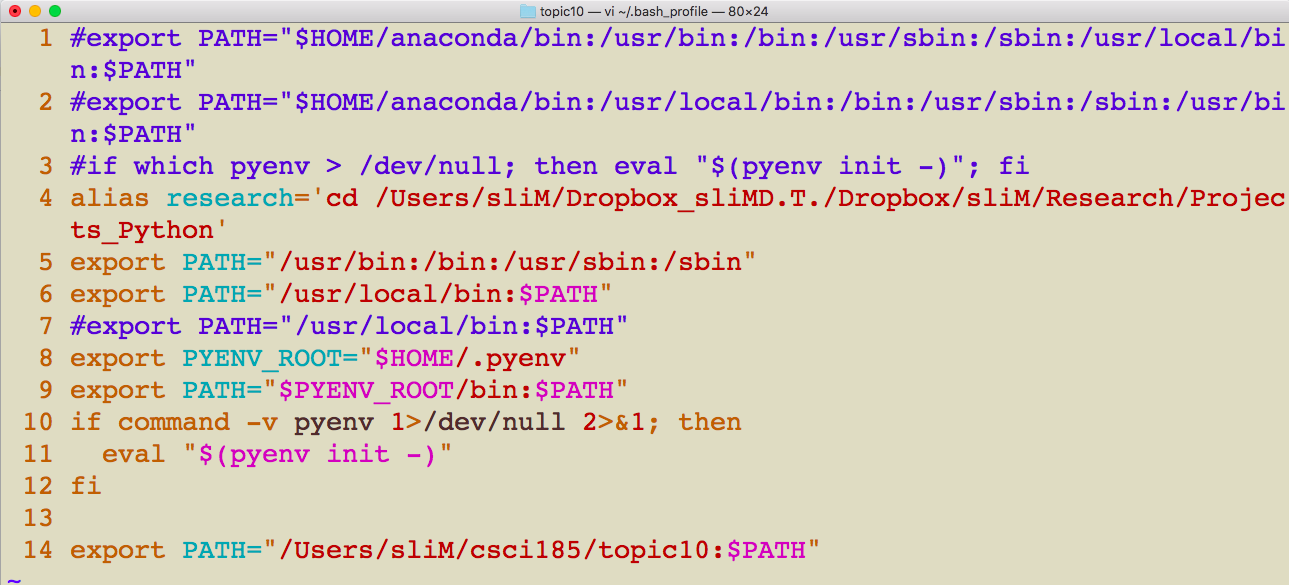 topic10 — vi ~/.bash_profile — 80×24
1 #export PATH="$HOME/anaconda/bin:/usr/bin:/bin:/usr/sbin:/sbin:/usr/local/bi
n:$PATH"
2 #export PATH="$HOME/anaconda/bin:/usr/local/bin:/bin:/usr/sbin:/sbin:/usr/bi
n:$PATH"
3 #if which pyenv > /dev/null; then eval "$(pyenv init -)"; fi
4 alias research='cd /Users/sliM/Dropbox_sliMD.T./Dropbox/sliM/Research/Projec
ts_Python'
5 export PATH="/usr/bin:/bin:/usr/sbin:/sbin"
6 export PATH="/usr/local/bin:$PATH"
7 #export PATH="/usr/local/bin:$PATH"
8 export PYENV_ROOT="$HOME/.pyenv"
9 export PATH="$PYENV_ROOT/bin:$PATH"
10 if command -v pyenv 1>/dev/null 2>&1; then
11   eval "$(pyenv init -)"
12 fi
13
14 export PATH="/Users/sliM/csci185/topic10:$PATH"
~